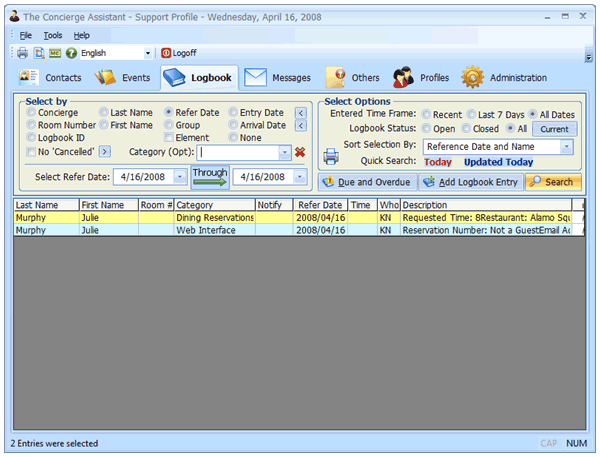 The Concierge Assistant - Support Profile - Wednesday, April 16, 2008
File Tools Help
English Logoff
Contacts Events Logbook Messages Others Profiles Administration
Select by
Concierge Last Name Refer Date Entry Date <
Room Number First Name Group Arrival Date <
Logbook ID Element None
No 'Cancelled' > Category (Opt):
Select Refer Date: 4/16/2008 Through 4/16/2008
Select Options
Entered Time Frame: Recent Last 7 Days All Dates
Logbook Status: Open Closed All Current
Sort Selection By: Reference Date and Name
Quick Search: Today Updated Today
Due and Overdue Add Logbook Entry Search
Last Name First Name Room # Category Notify Refer Date Time Who Description
Murphy Julie Dining Reservations 2008/04/16 KN Requested Time: 8Restaurant: Alamo Squ
Murphy Julie Web Interface 2008/04/16 KN Reservation Number: Not a GuestEmail Ad
2 Entries were selected CAP NUM